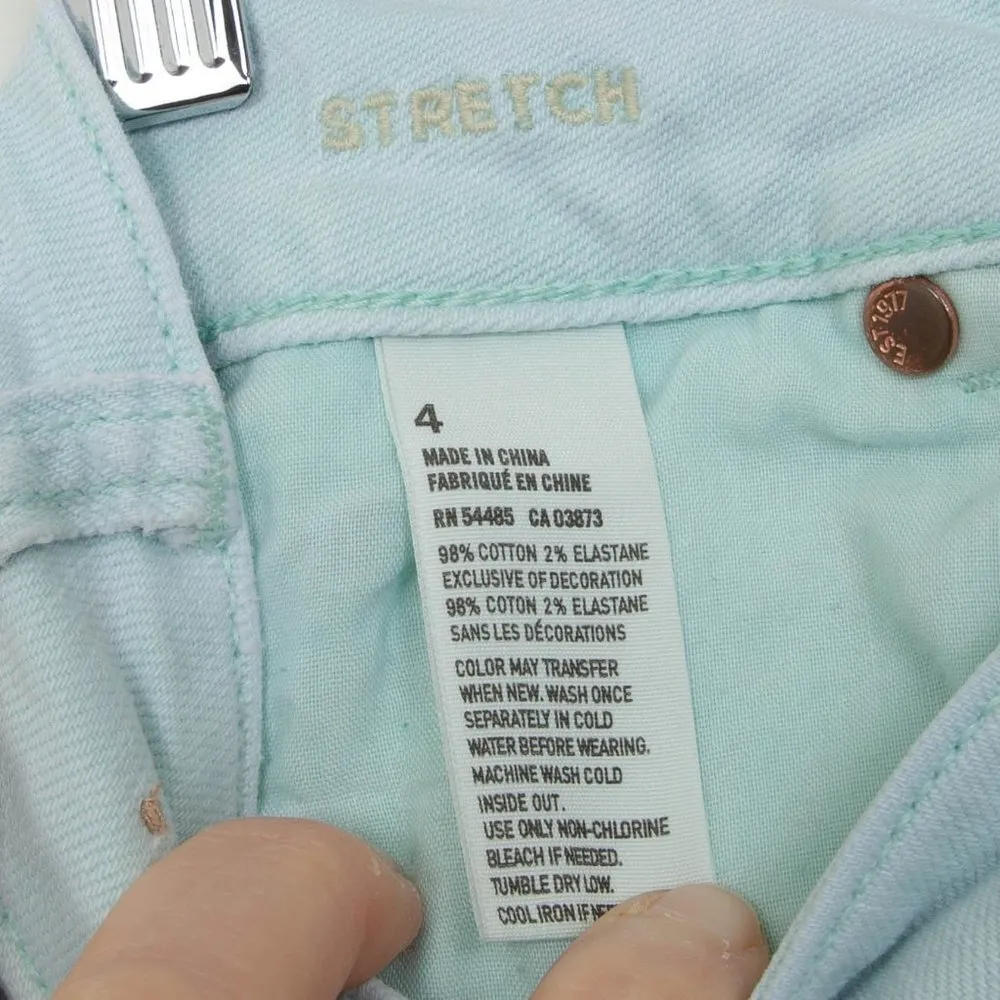 STRETCH
EST 1977
4
MADE IN CHINA
FABRIQUÉ EN CHINE
RN 54485 CA 03873
98% COTTON 2% ELASTANE
EXCLUSIVE OF DECORATION
98% COTON 2% ELASTANE
SANS LES DÉCORATIONS
COLOR MAY TRANSFER
WHEN NEW. WASH ONCE
SEPARATELY IN COLD
WATER BEFORE WEARING.
MACHINE WASH COLD
INSIDE OUT.
USE ONLY NON-CHLORINE
BLEACH IF NEEDED.
TUMBLE DRY LOW.
COOL IRON IF